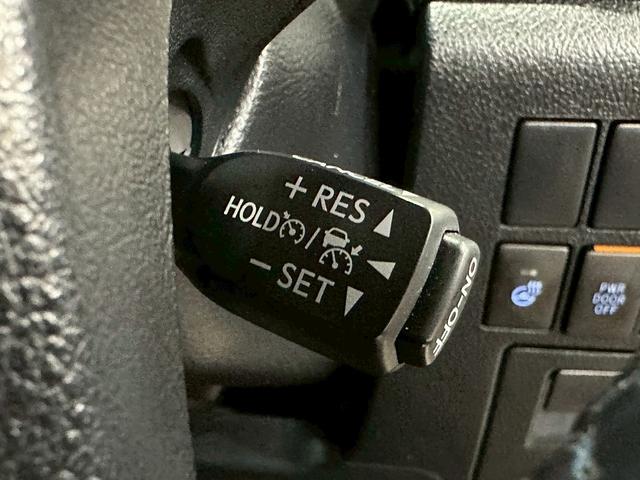 + RES ▲
HOLD / ◀
− SET ▼
ON-OFF
PWR
DOOR
OFF